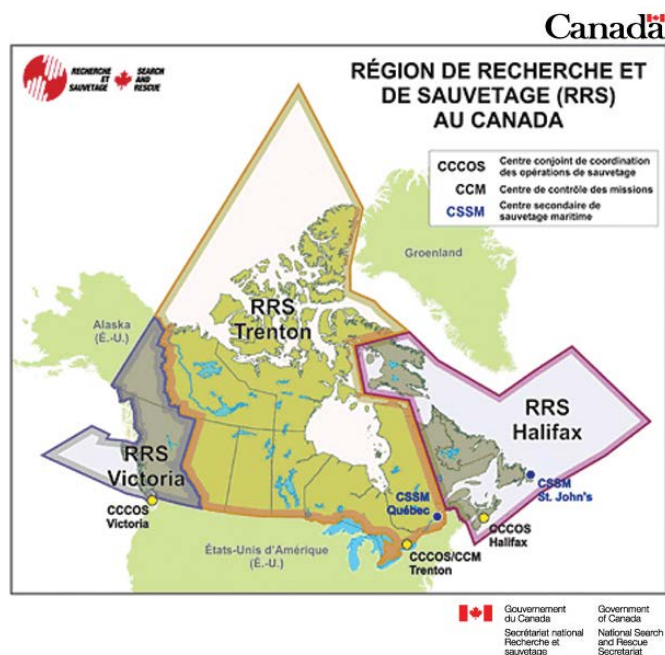 Canada
RECHERCHE
ET
SAUVETAGE
SEARCH
AND
RESCUE
RÉGION DE RECHERCHE ET
DE SAUVETAGE (RRS)
AU CANADA
CCCOS Centre conjoint de coordination
des opérations de sauvetage
CCM Centre de contrôle des missions
CSSM Centre secondaire de
sauvetage maritime
Groenland
Alaska
(É.-U.)
RRS
Trenton
RRS
Halifax
RRS
Victoria
CSSM
St. John's
CSSM
Québec
CCCOS
Victoria
CCCOS
Halifax
CCCOS/CCM
Trenton
États-Unis d'Amérique
(É.-U.)
Gouvernement
du Canada
Secrétariat national
Recherche et
sauvetage
Government
of Canada
National Search
and Rescue
Secretariat